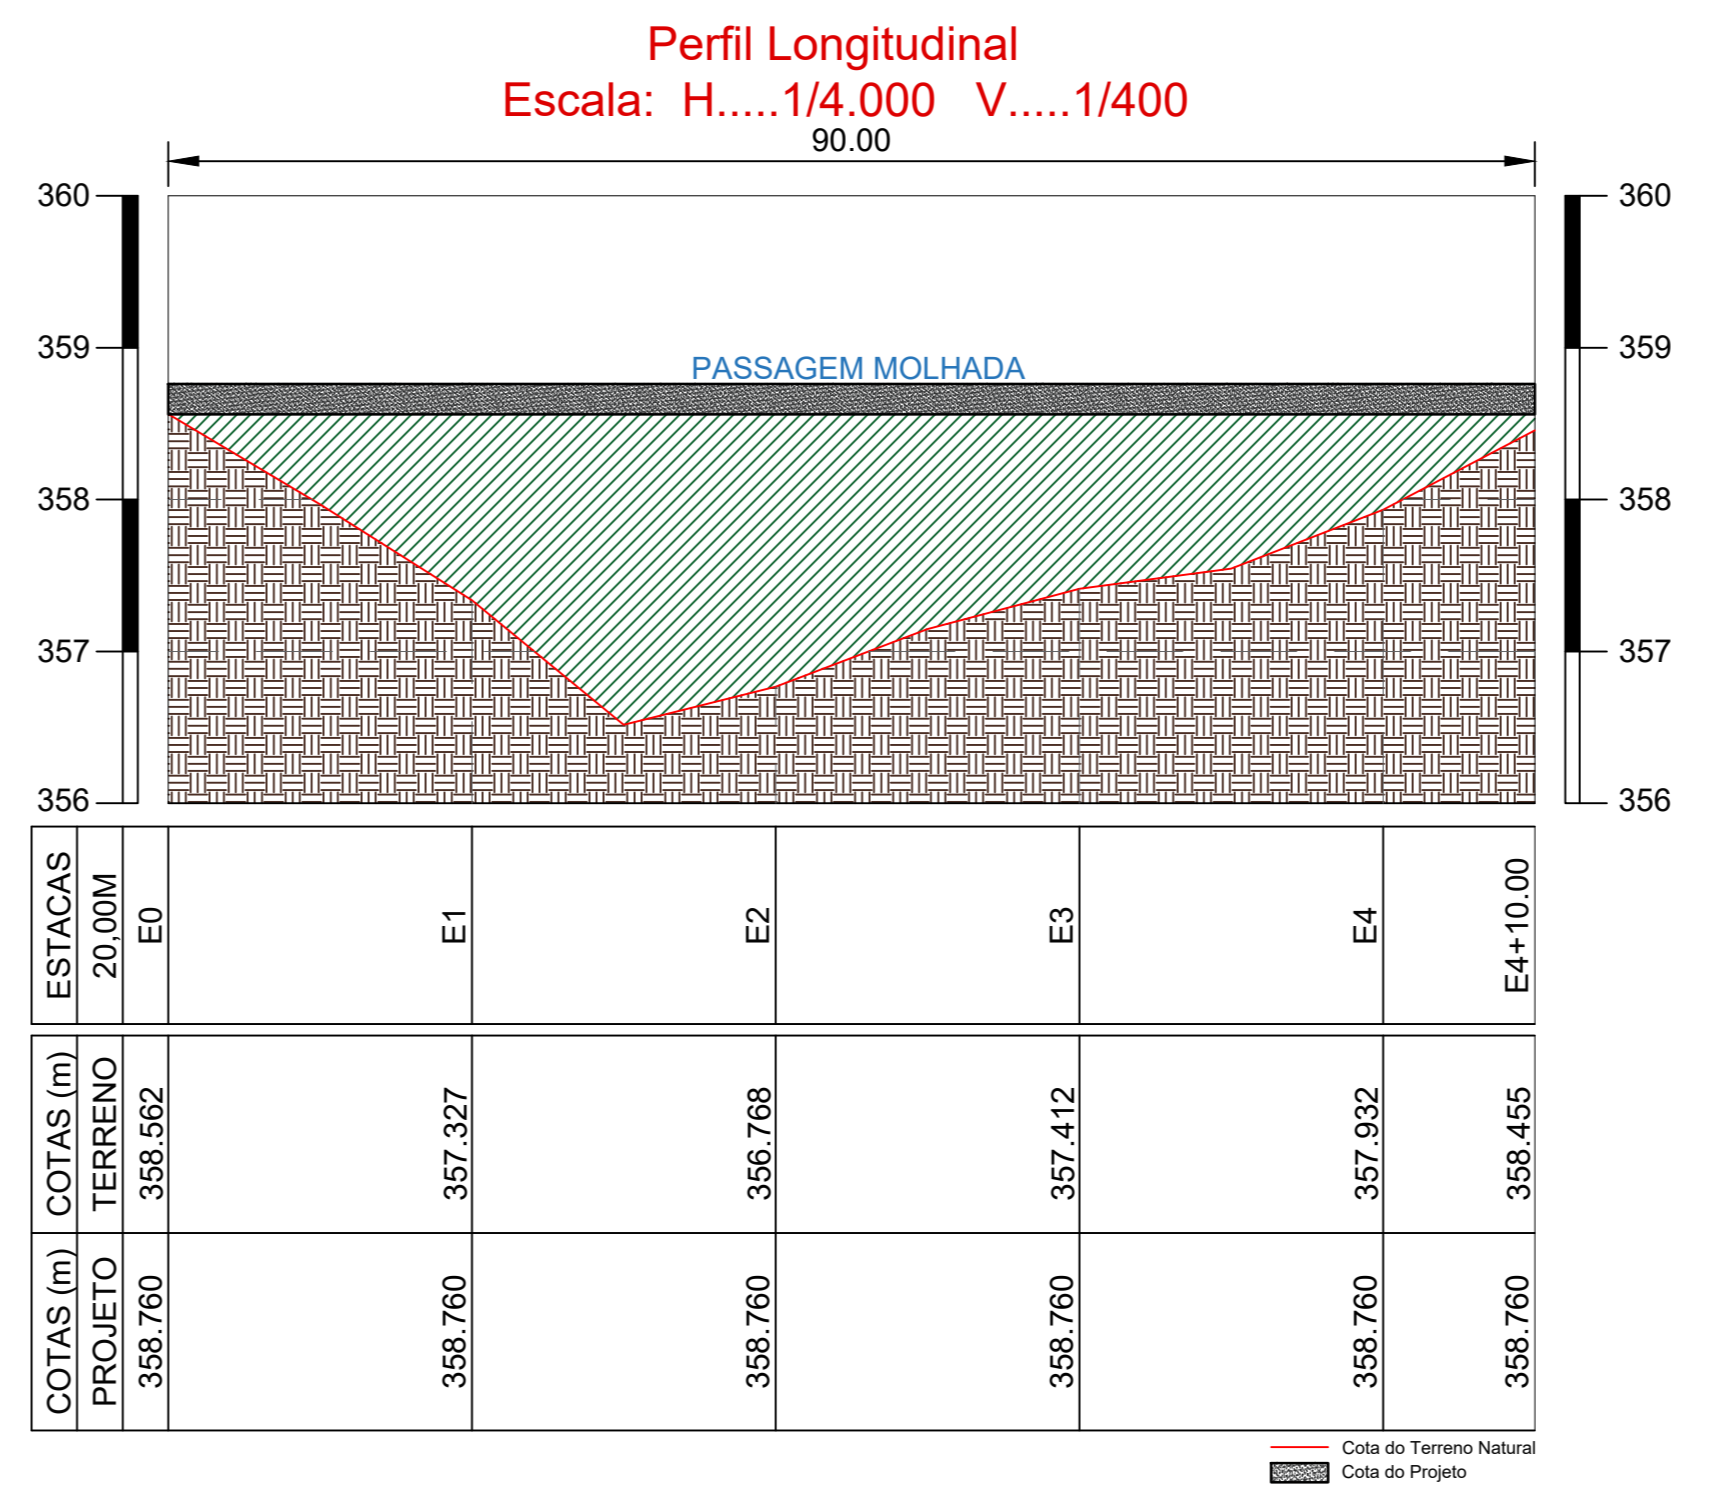 Perfil Longitudinal
Escala: H.....1/4.000 V.....1/400
90.00
360
360
359
359
PASSAGEM MOLHADA
358
358
357
357
356
356
ESTACAS
20,00M
E0
E1
E2
E3
E4
E4+10.00
COTAS (m)
TERRENO
358.562
357.327
356.768
357.412
357.932
358.455
COTAS (m)
PROJETO
358.760
358.760
358.760
358.760
358.760
358.760
Cota do Terreno Natural
Cota do Projeto